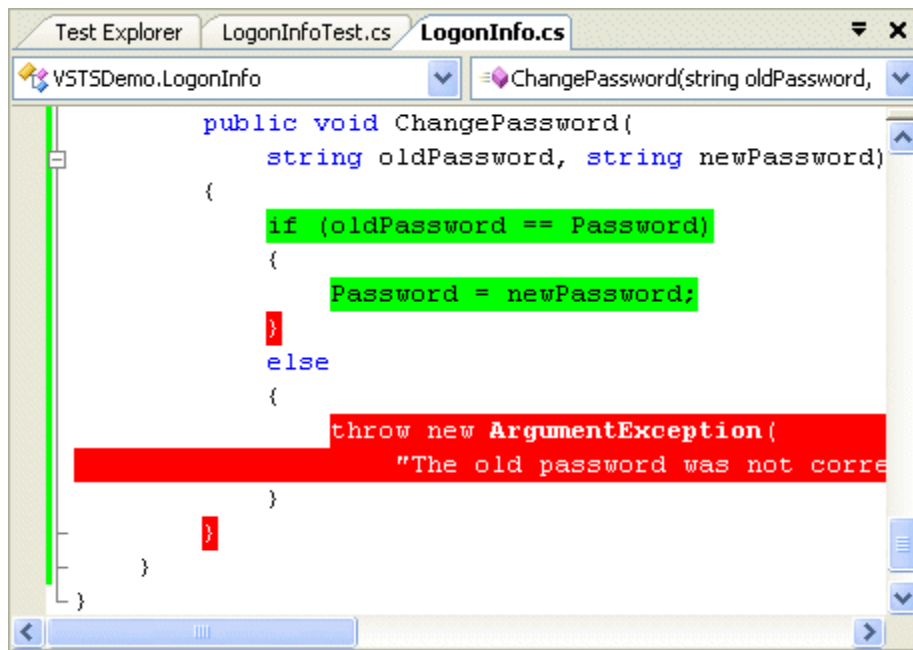 Test Explorer LogonInfoTest.cs LogonInfo.cs
VSTSDemo.LogonInfo ChangePassword(string oldPassword,
public void ChangePassword(
string oldPassword, string newPassword)
{
if (oldPassword == Password)
{
Password = newPassword;
}
else
{
throw new ArgumentException(
"The old password was not corre
}
}
}
}